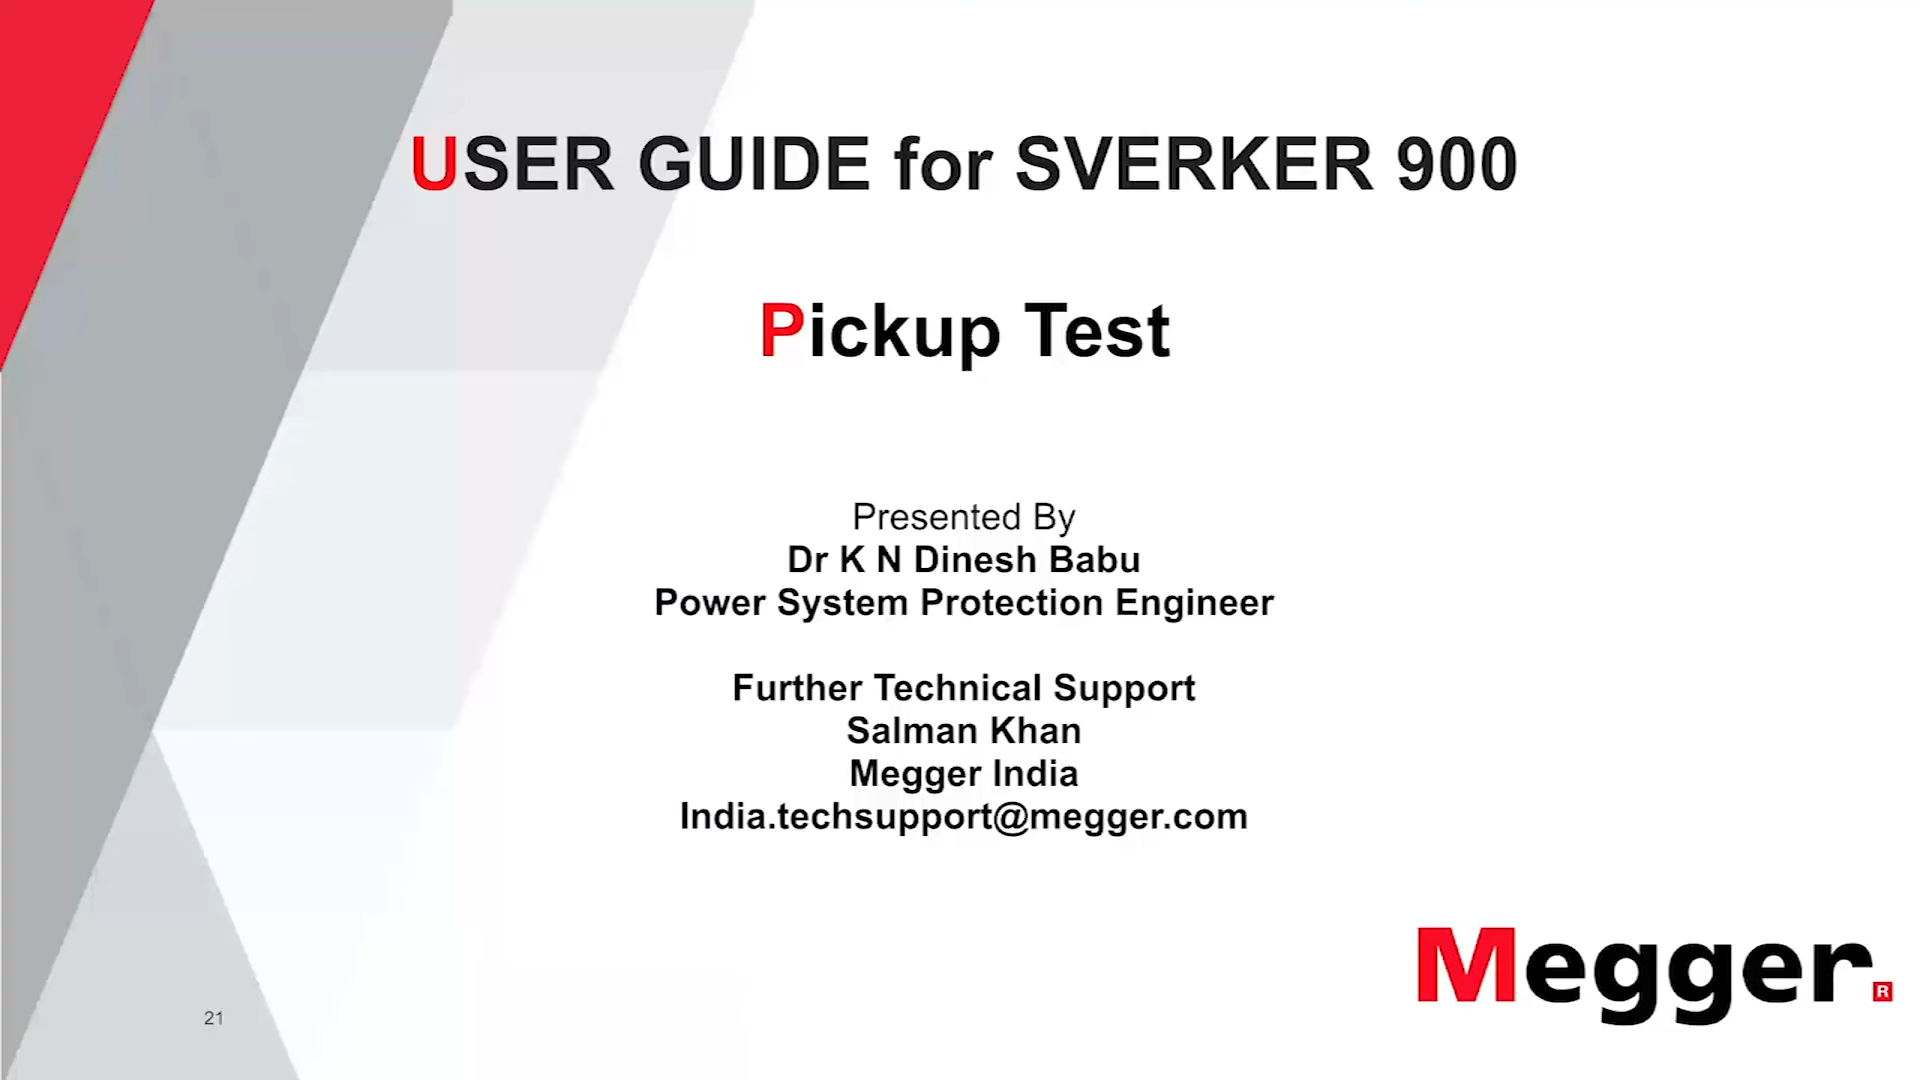 USER GUIDE for SVERKER 900
Pickup Test
Presented By
Dr K N Dinesh Babu
Power System Protection Engineer
Further Technical Support
Salman Khan
Megger India
India.techsupport@megger.com
Megger.
R
21